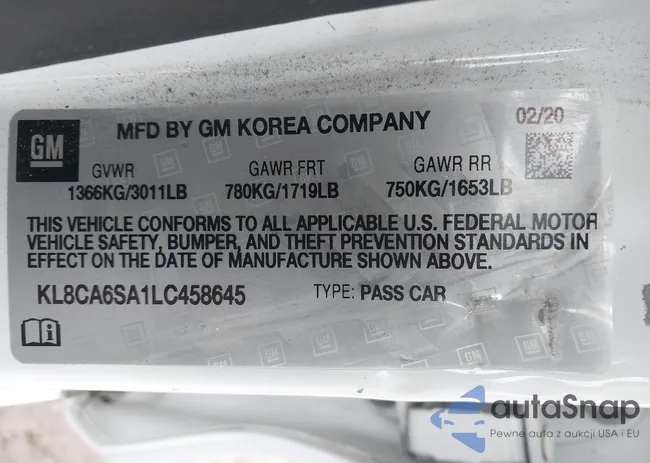 GM
MFD BY GM KOREA COMPANY
02/20
GVWR GAWR FRT GAWR RR
1366KG/3011LB 780KG/1719LB 750KG/1653LB
THIS VEHICLE CONFORMS TO ALL APPLICABLE U.S. FEDERAL MOTOR
VEHICLE SAFETY, BUMPER, AND THEFT PREVENTION STANDARDS IN
EFFECT ON THE DATE OF MANUFACTURE SHOWN ABOVE.
KL8CA6SA1LC458645 TYPE: PASS CAR
autaSnap
Pewne auta z aukcji USA i EU